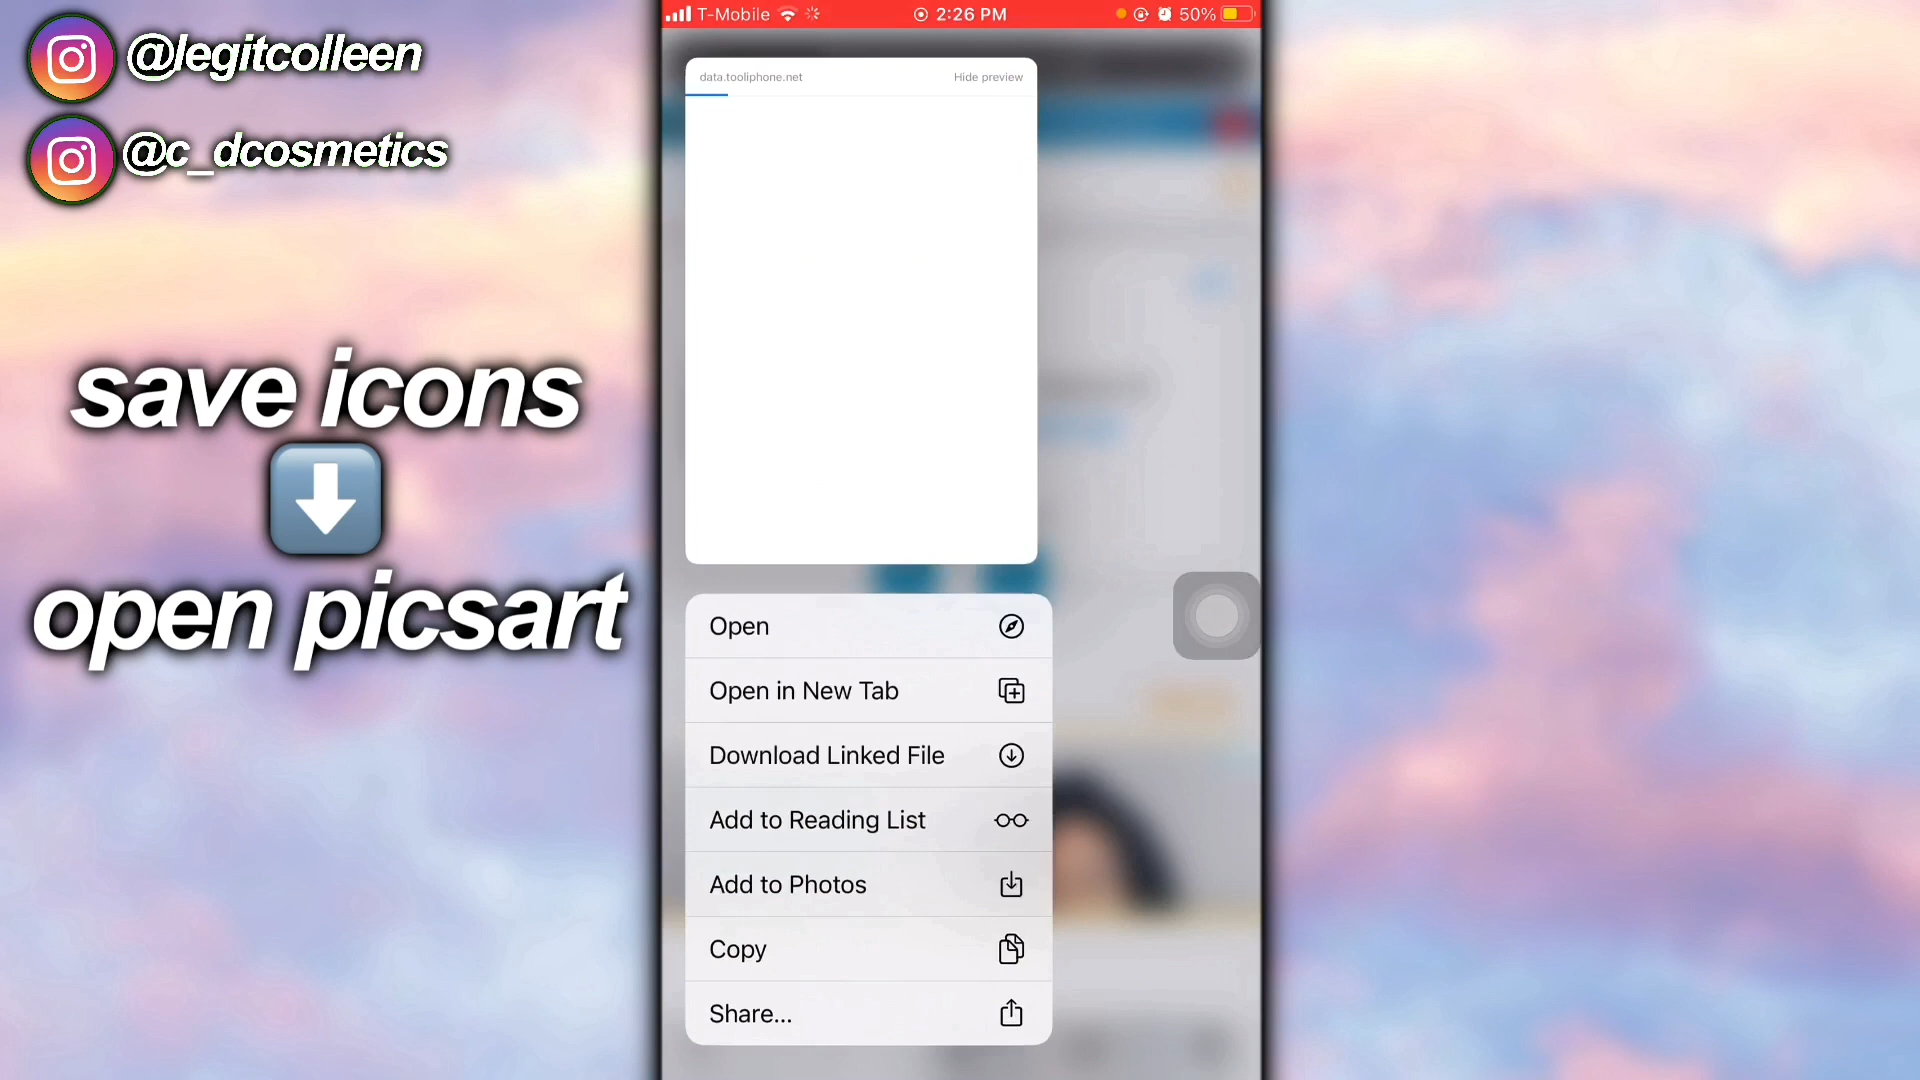 @legitcolleen
@c_dcosmetics
save icons
open picsart
T-Mobile 2:26 PM 50%
data.tooliphone.net Hide preview
Open
Open in New Tab
Download Linked File
Add to Reading List
Add to Photos
Copy
Share...